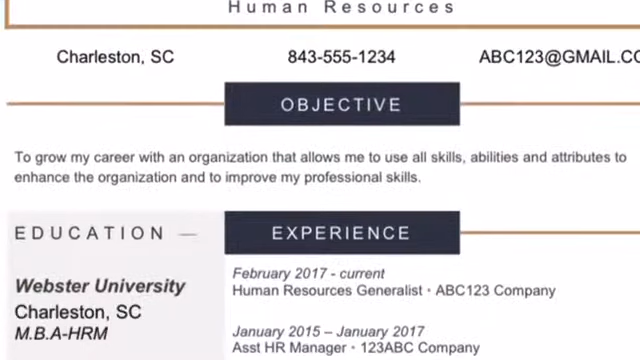 Human Resources
Charleston, SC 843-555-1234 ABC123@GMAIL.CO
OBJECTIVE
To grow my career with an organization that allows me to use all skills, abilities and attributes to
enhance the organization and to improve my professional skills.
EDUCATION —
Webster University
Charleston, SC
M.B.A-HRM
EXPERIENCE
February 2017 - current
Human Resources Generalist • ABC123 Company
January 2015 – January 2017
Asst HR Manager • 123ABC Company